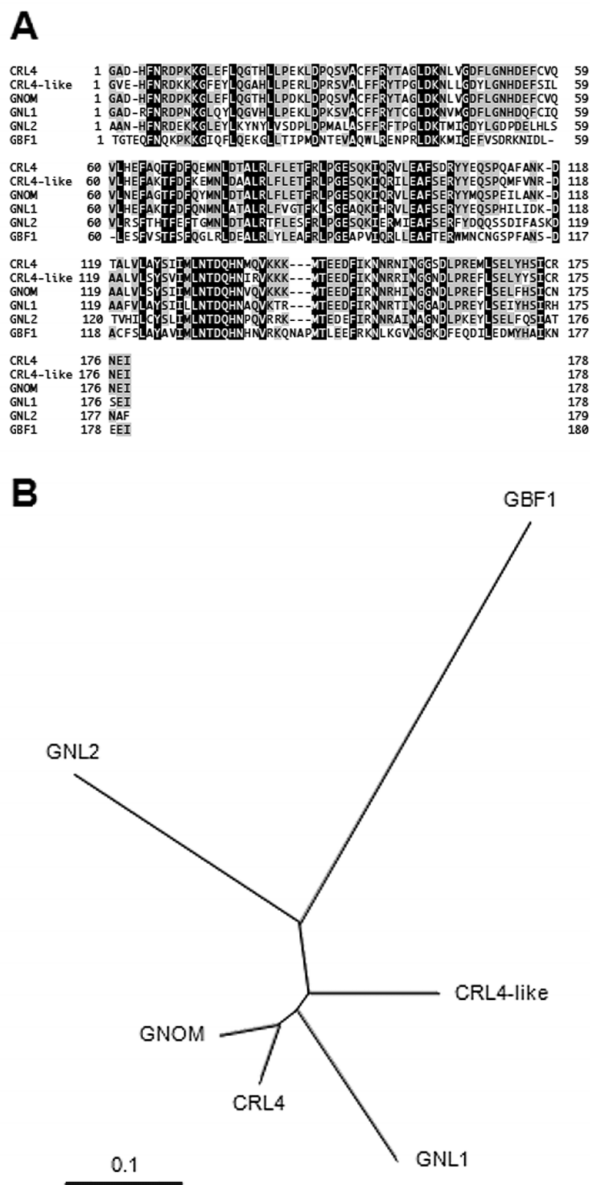 A
CRL4 1 GAD-HFNRDPKKGLEFLQGTHLLPEKLDPQSVACFFRYTAGLDKNLVGDFLGNHDEFCVQ 59
CRL4-like 1 GVE-HFNRDKKKGFEYLQGAHLLPEKLDPQSVALFFRYTAGLDKNLLGDYLGNHDEFSIL 59
GNOM 1 GAD-HFNRDPKKGLEFLQGTHLLPDKLDPQSVACFFRYTAGLDKNLVGDFLGNHDEFCVQ 59
GNL1 1 GAD-RFNRDPNKGLQYLQGVHLLPEKLDPKSVACFFRYTCGLDKNVMGDFLGNHDQFCIQ 59
GNL2 1 AAN-HFNRDEKKGLEYLKYNYLVSDPLDPMALASFFRFTPGLDKTMIGDYLGDPDELHLS 59
GBF1 1 TGTEQFNQKPKKGIQFLQEKGLLTIPMDNTEVAQWLRENPRLDKKMIGEFVSDRKNIDL- 59
CRL4 60 VLHEFAQTFDFQEMNLDTALRLFLETFRLPGESQKIQRVLEAFSDRYYEQSPQAFANK-D 118
CRL4-like 60 VLHEFAKTFDFKEMNLDAALRLFLETFRLPGESQKIQRILEAFSERYYEQSPQMFVNR-D 118
GNOM 60 VLNEFAGTFDFQYMNLDTALRLFLETFRLPGESQKIQRVLEAFSERYYMQSPEILANK-D 118
GNL1 60 VLHEFAKTFDFQNMNLATALRLFVGTFKLSGEAQKIHRVLEAFSERYYEQSPHILIDK-D 118
GNL2 60 VLRSFTHTFEFTGMNLDTALRTFLESFRLPGESQKIERMIEAFSERFYDQQSSDIFASKD 119
GBF1 60 -LESFVSTFSFQGLRLDEALRLYLEAFRLPGEAPVIQRLLEAFTERWMNCNGSPFANS-D 117
CRL4 119 TALVLAYSIIMLNTDQHNMQVKKK---MTEEDFIKNNRNINGGSDLPREMLSELYHSICR 175
CRL4-like 119 AALVLSYSVIMLNTDQHNIRVKKK---MTEEDFIKNNRRINGGNDLPREFLSELYYSICR 175
GNOM 119 AALVLSYSIIMLNTDQHNVQVKKK---MTEEDFIRNNRHINGGNDLPREFLSELFHSICN 175
GNL1 119 AAFVLAYSIILLNTDQHNAQVKTR---MTEEDFIRNNRTINGGADLPREYLSEIYHSIRH 175
GNL2 120 TVHILCYSLIMLNTDQHNPQVRRK---MTEDEFIRNNRAINAGNDLPKEYLSELFQSIAT 176
GBF1 118 ACFSLAYAVIMLNTDQHNHNVRKQNAPMTLEEFRKNLKGVNGGKDFEQDILEDMYHAIKN 177
CRL4 176 NEI 178
CRL4-like 176 NEI 178
GNOM 176 NEI 178
GNL1 176 SEI 178
GNL2 177 NAF 179
GBF1 178 EEI 180
B
GBF1
GNL2
CRL4-like
GNOM
CRL4
GNL1
0.1